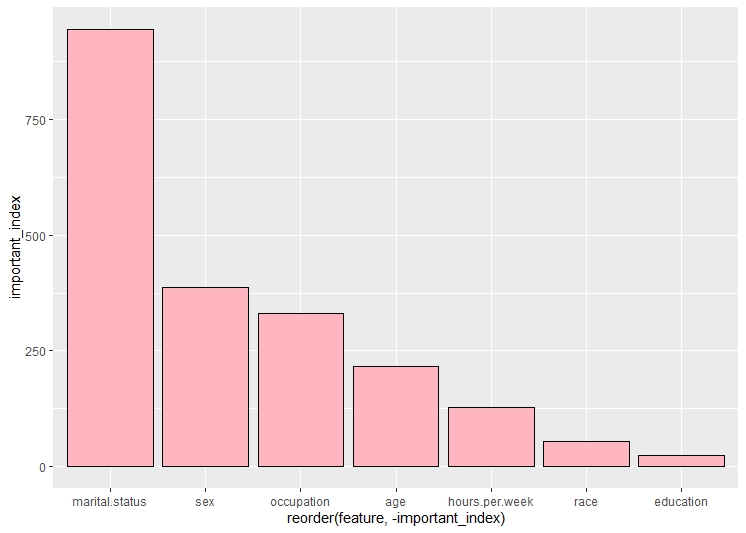 important_index
750
500
250
0
marital.status sex occupation age hours.per.week race education
reorder(feature, -important_index)